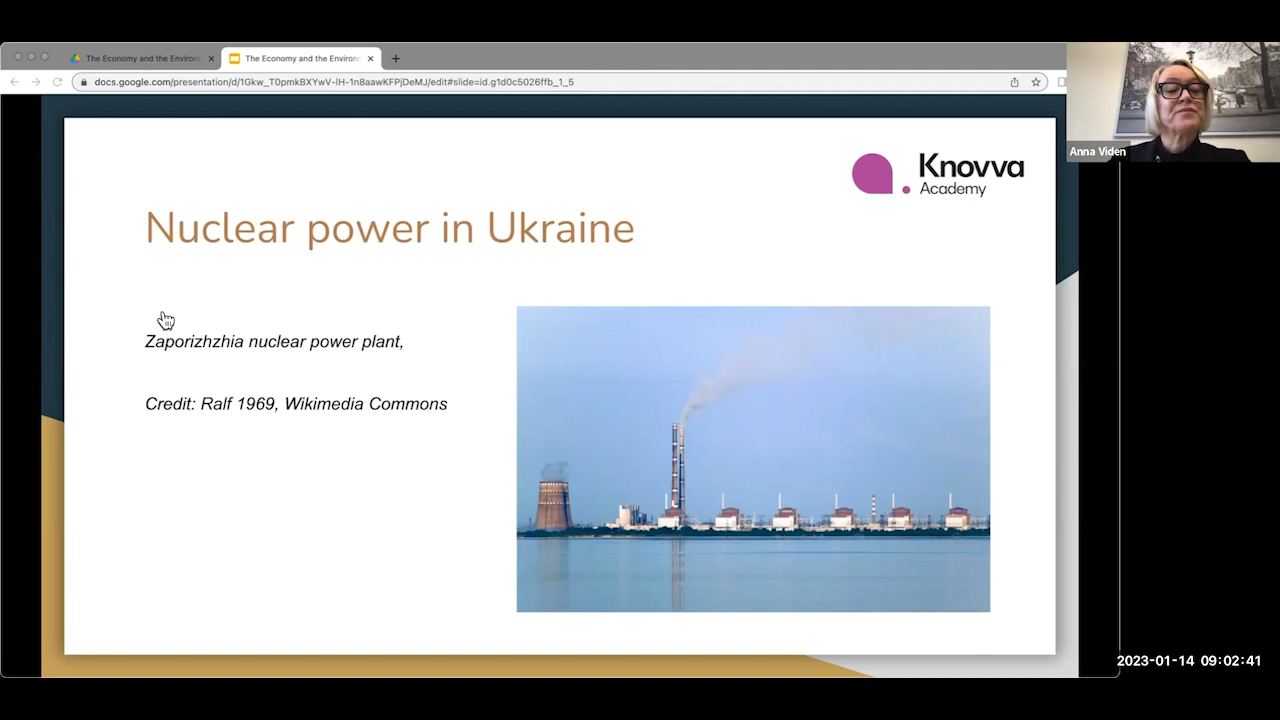 The Economy and the Environm
The Economy and the Environm
docs.google.com/presentation/d/1Gkw_T0pmkBXYwV-lH-1n8aawKFPjDeMJ/edit#slide=id.g1d0c5026ffb_1_5
Anna Viden
Knovva
Academy
Nuclear power in Ukraine
Zaporizhzhia nuclear power plant,
Credit: Ralf 1969, Wikimedia Commons
2023-01-14 09:02:41